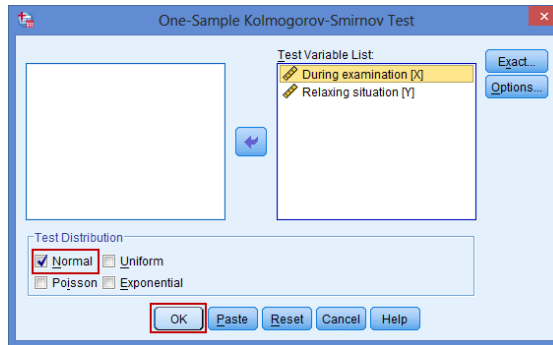 One-Sample Kolmogorov-Smirnov Test
Test Variable List:
During examination [X]
Relaxing situation [Y]
Exact...
Options...
Test Distribution
Normal Uniform
Poisson Exponential
OK Paste Reset Cancel Help